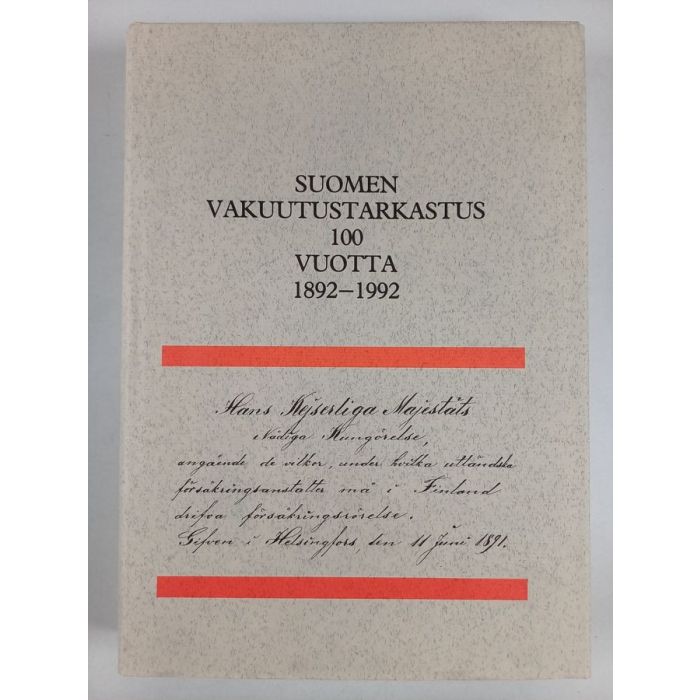 SUOMEN
VAKUUTUSTARKASTUS
100
VUOTTA
1892–1992
Hans Kejserliga Majestäts
Nådiga Kungörelse,
angående de vilkor, under hvilka utländska
försäkringsanstalter må i Finland
drifva försäkringsrörelse.
Gifven i Helsingfors, den 11 Juni 1891.